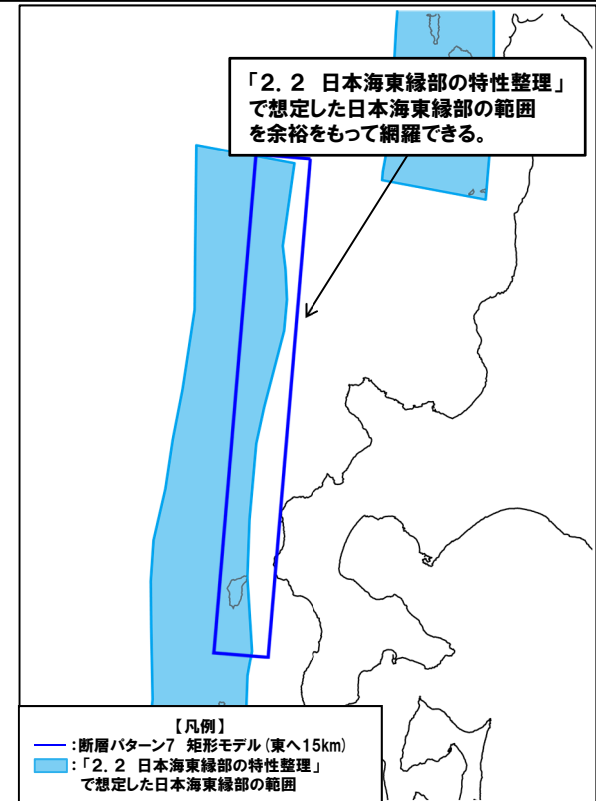 「2.2 日本海東縁部の特性整理」
で想定した日本海東縁部の範囲
を余裕をもって網羅できる。
【凡例】
:断層パターン7 矩形モデル(東へ15km)
:「2.2 日本海東縁部の特性整理」
で想定した日本海東縁部の範囲